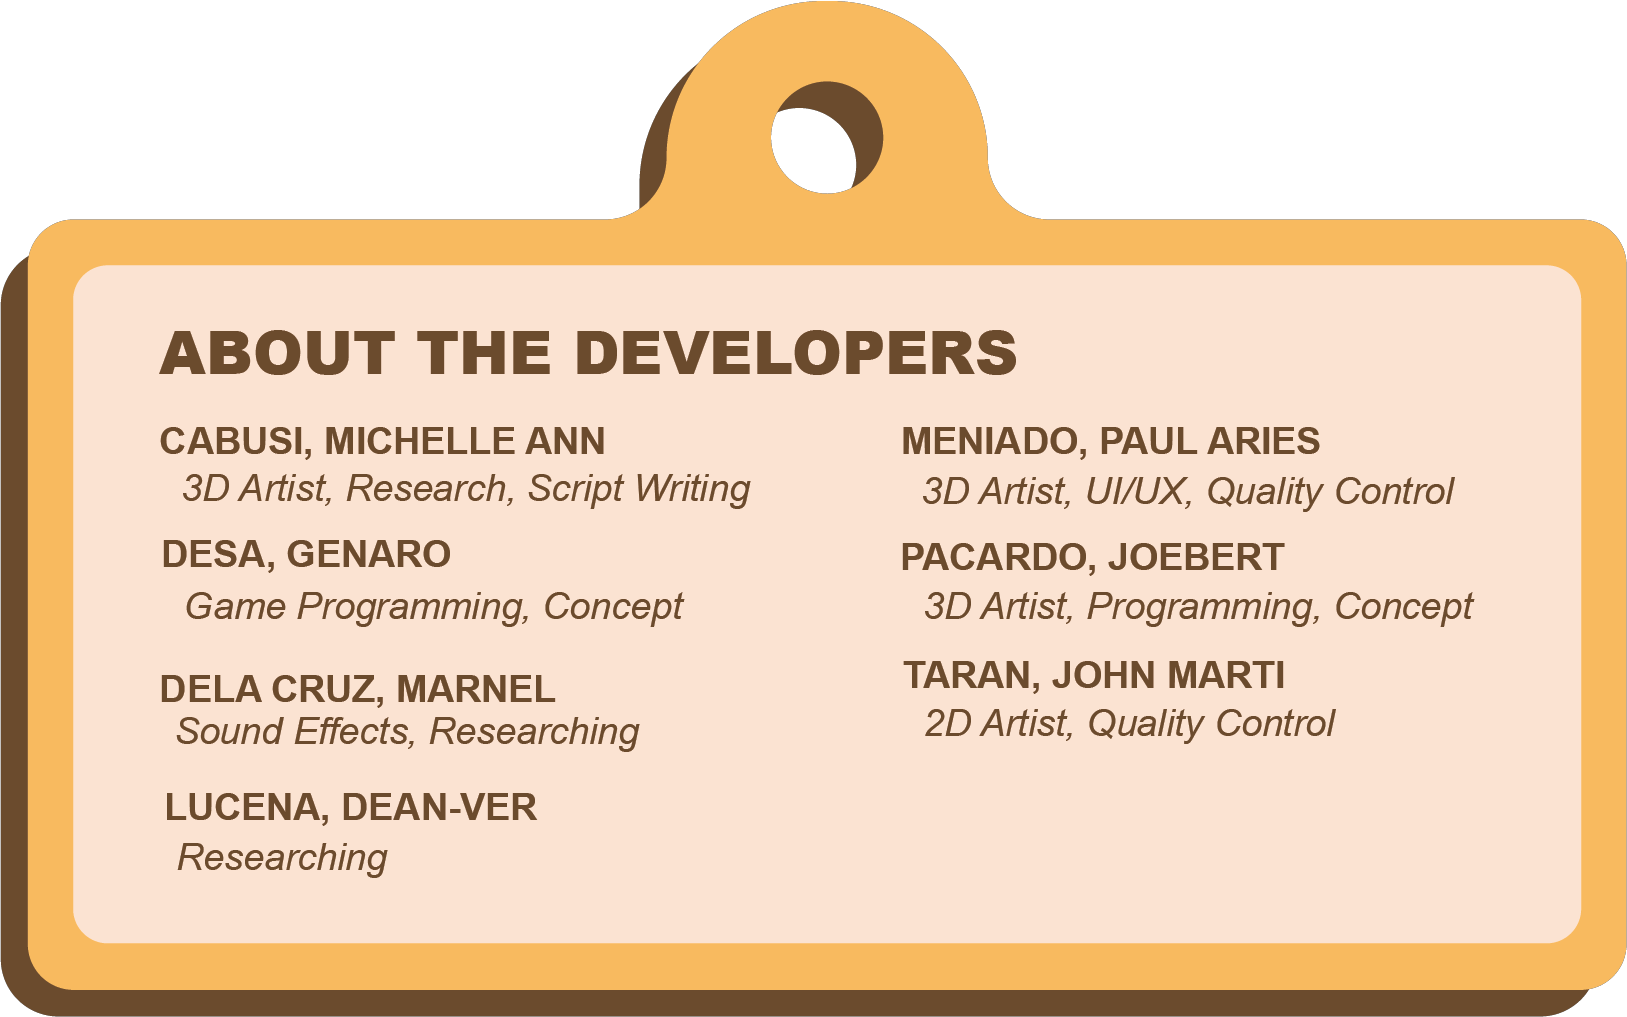 ABOUT THE DEVELOPERS
CABUSI, MICHELLE ANN
3D Artist, Research, Script Writing
DESA, GENARO
Game Programming, Concept
DELA CRUZ, MARNEL
Sound Effects, Researching
LUCENA, DEAN-VER
Researching
MENIADO, PAUL ARIES
3D Artist, UI/UX, Quality Control
PACARDO, JOEBERT
3D Artist, Programming, Concept
TARAN, JOHN MARTI
2D Artist, Quality Control